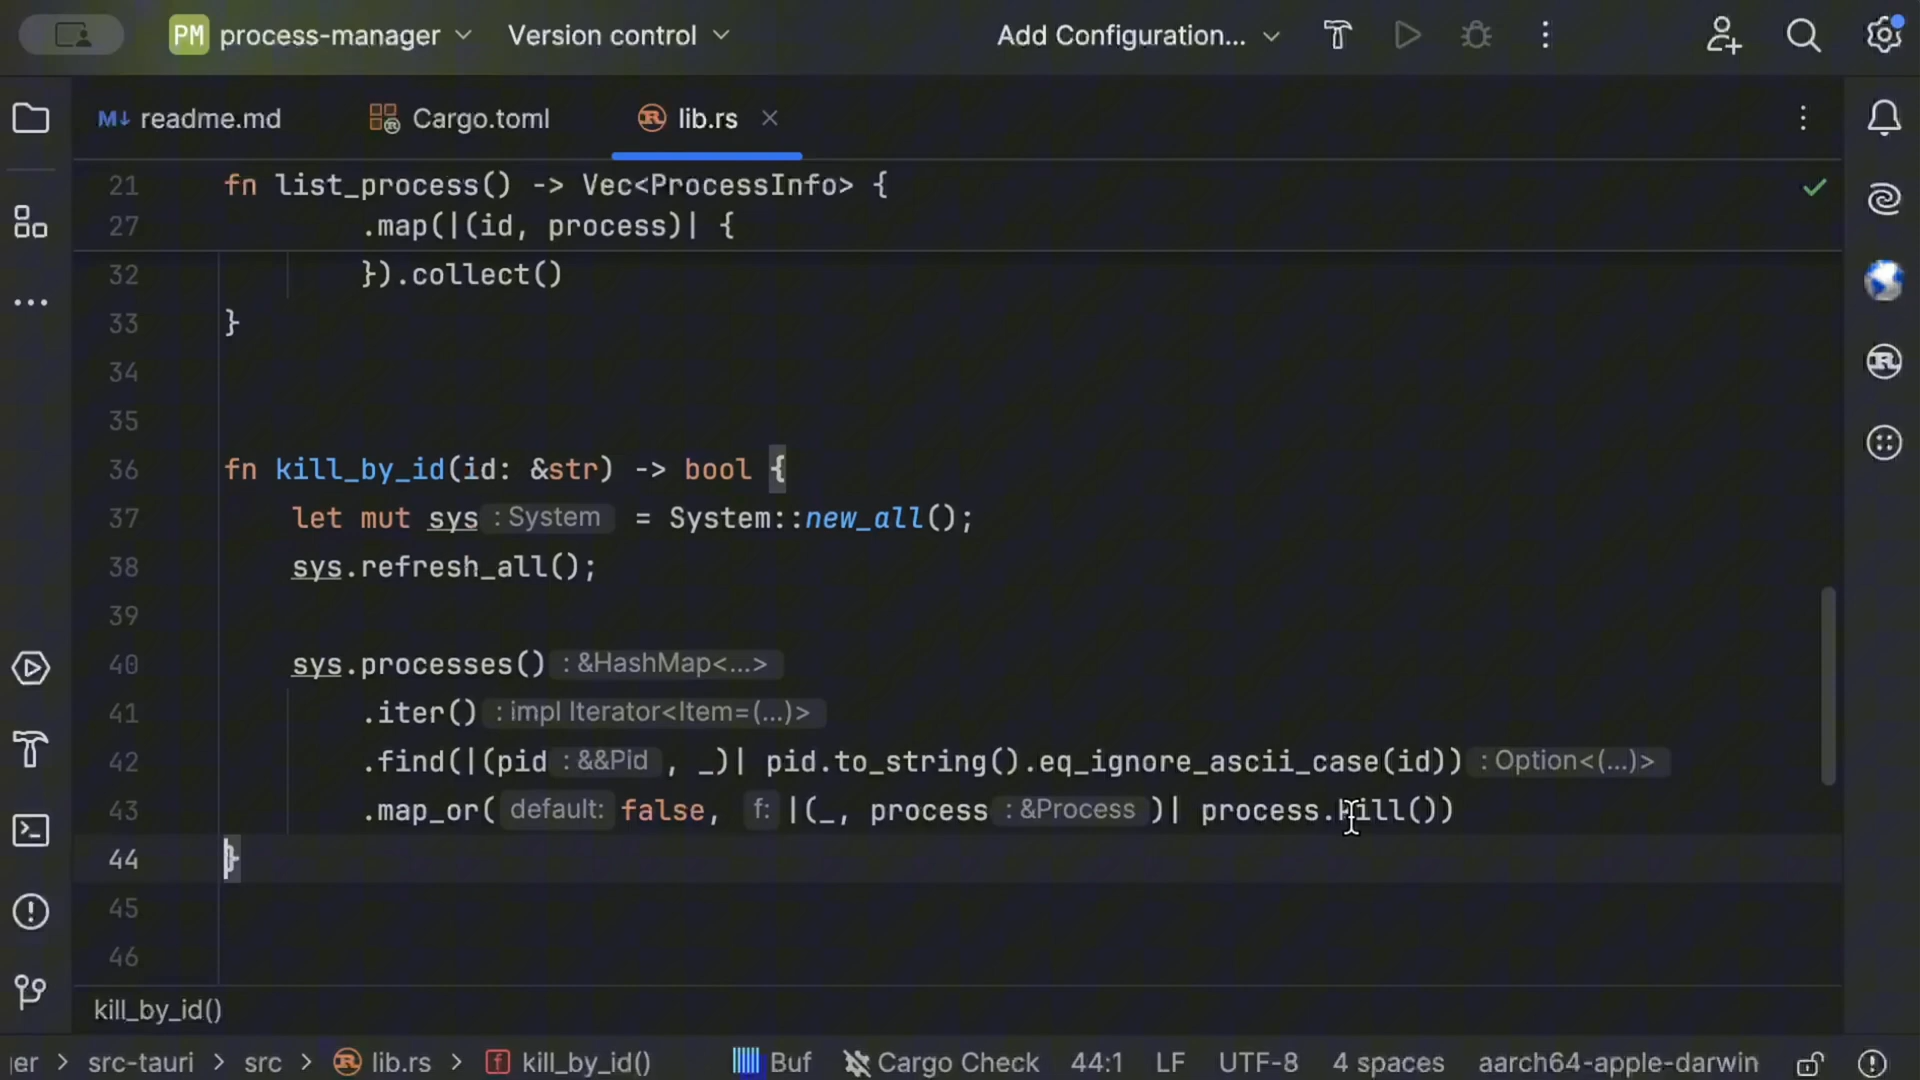 PM process-manager Version control Add Configuration...
M↓ readme.md Cargo.toml lib.rs
21 fn list_process() -> Vec<ProcessInfo> {
27 .map(|(id, process)| {
32 }).collect()
33 }
34
35
36 fn kill_by_id(id: &str) -> bool {
37 let mut sys : System = System::new_all();
38 sys.refresh_all();
39
40 sys.processes() : &HashMap<...>
41 .iter() : impl Iterator<Item=(...)>
42 .find(|(pid : &&Pid , _)| pid.to_string().eq_ignore_ascii_case(id)) : Option<(...)>
43 .map_or( default: false, f: |(_, process : &Process )| process.kill())
44 }
45
46
kill_by_id()
ger > src-tauri > src > lib.rs > f kill_by_id() Buf Cargo Check 44:1 LF UTF-8 4 spaces aarch64-apple-darwin